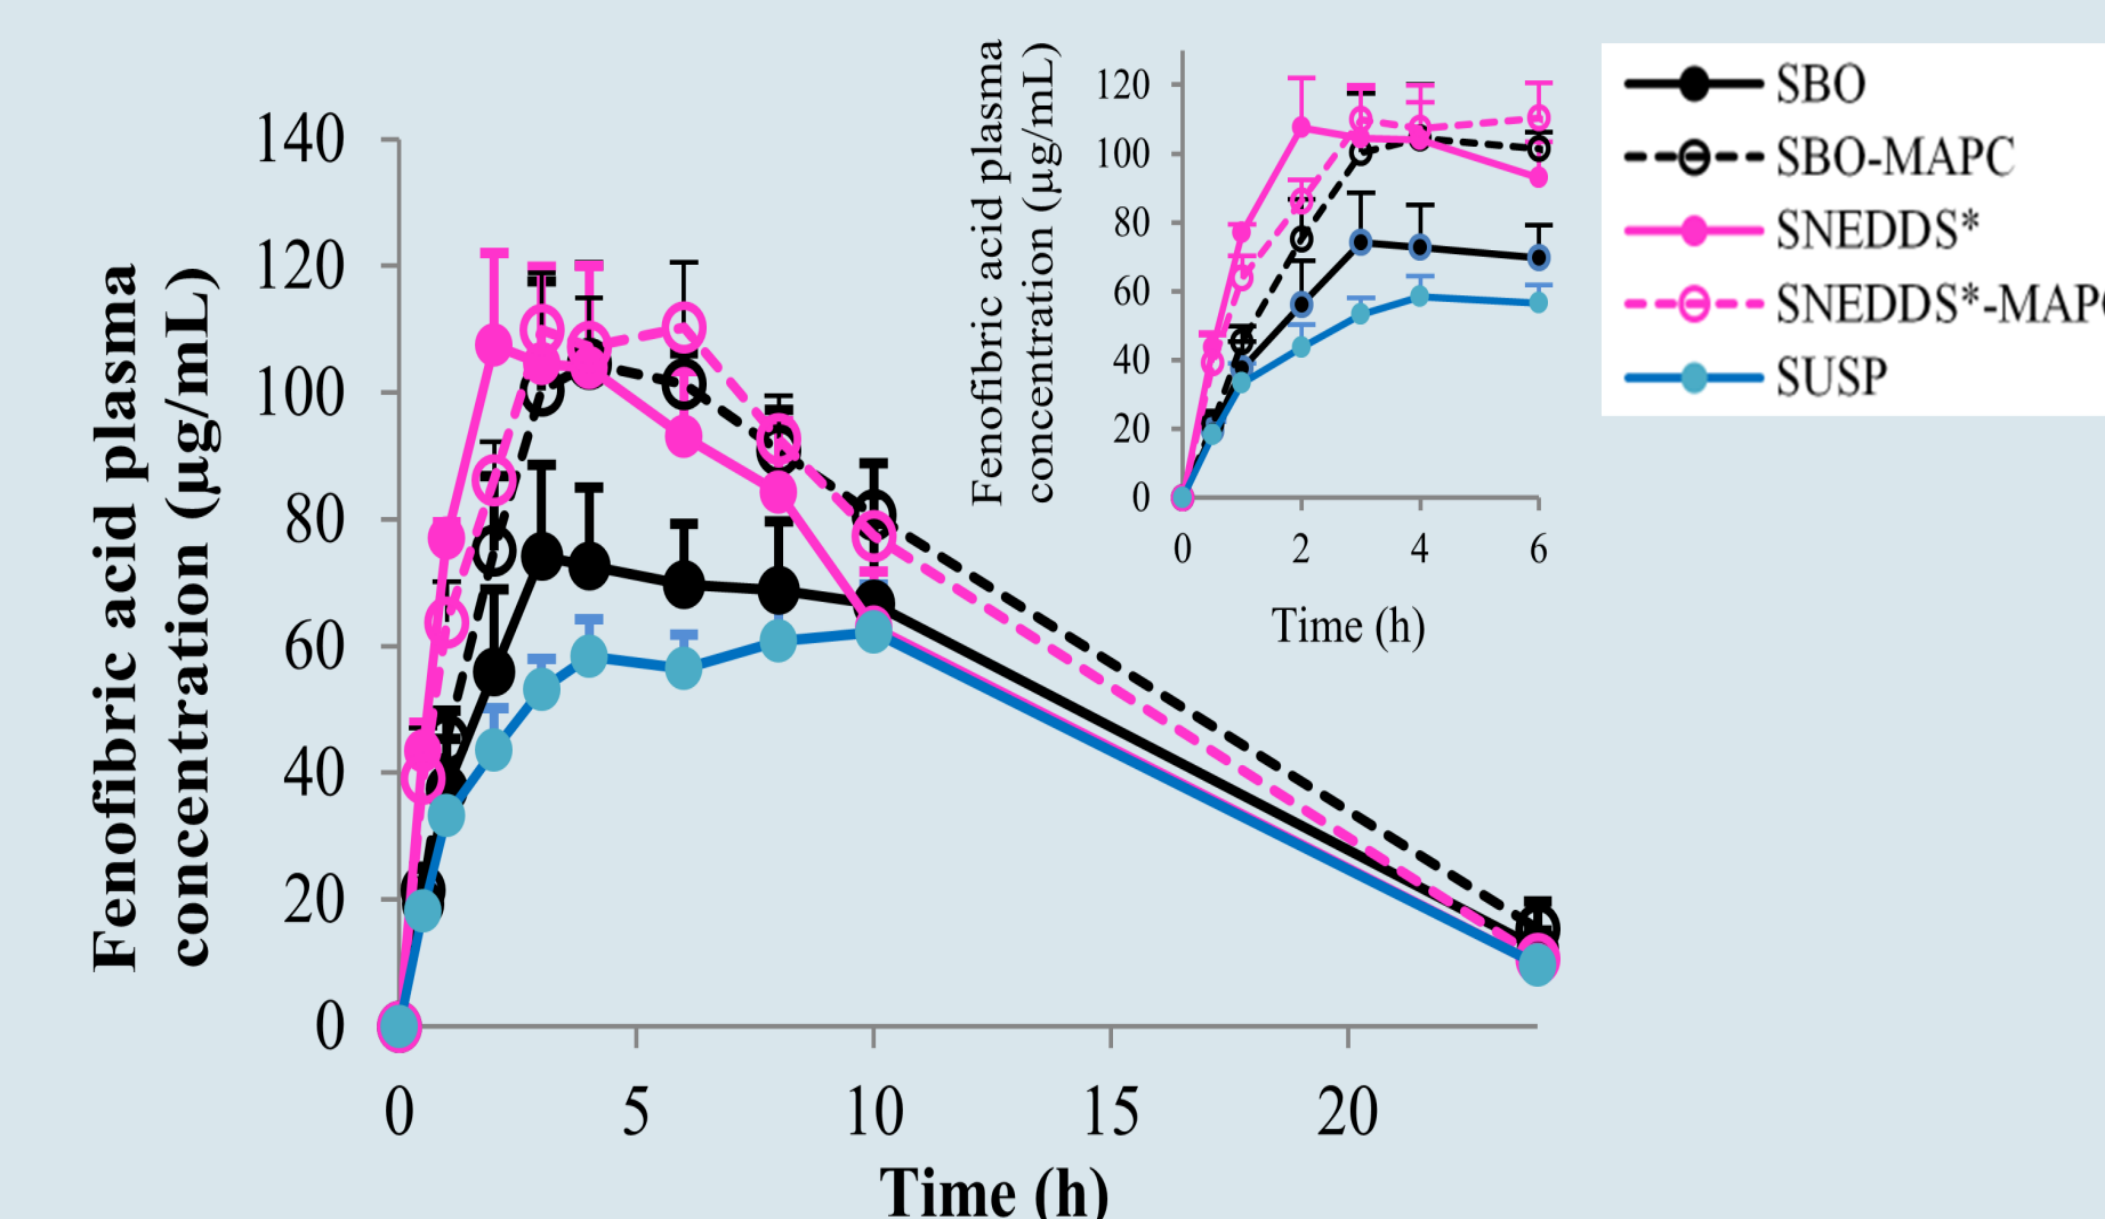 Fenofibric acid plasma
concentration (µg/mL)
140
120
100
80
60
40
20
0
0 5 10 15 20
Time (h)
Fenofibric acid plasma
concentration (µg/mL)
120
100
80
60
40
20
0
0 2 4 6
Time (h)
SBO
SBO-MAPC
SNEDDS*
SNEDDS*-MAPC
SUSP